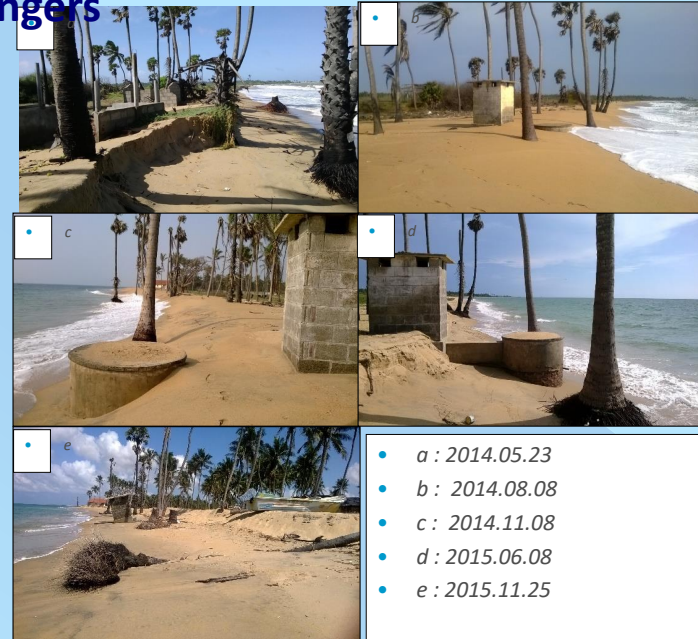 ngers
b
c
d
e
• a : 2014.05.23
• b : 2014.08.08
• c : 2014.11.08
• d : 2015.06.08
• e : 2015.11.25